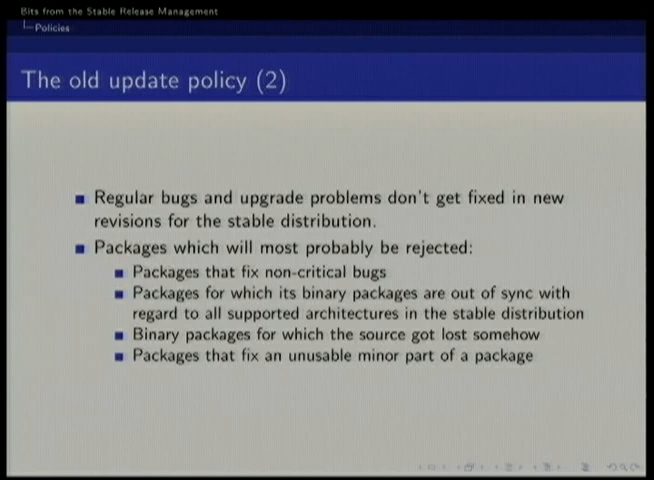 Bits from the Stable Release Management
Policies
The old update policy (2)
Regular bugs and upgrade problems don't get fixed in new
revisions for the stable distribution.
Packages which will most probably be rejected:
Packages that fix non-critical bugs
Packages for which its binary packages are out of sync with
regard to all supported architectures in the stable distribution
Binary packages for which the source got lost somehow
Packages that fix an unusable minor part of a package